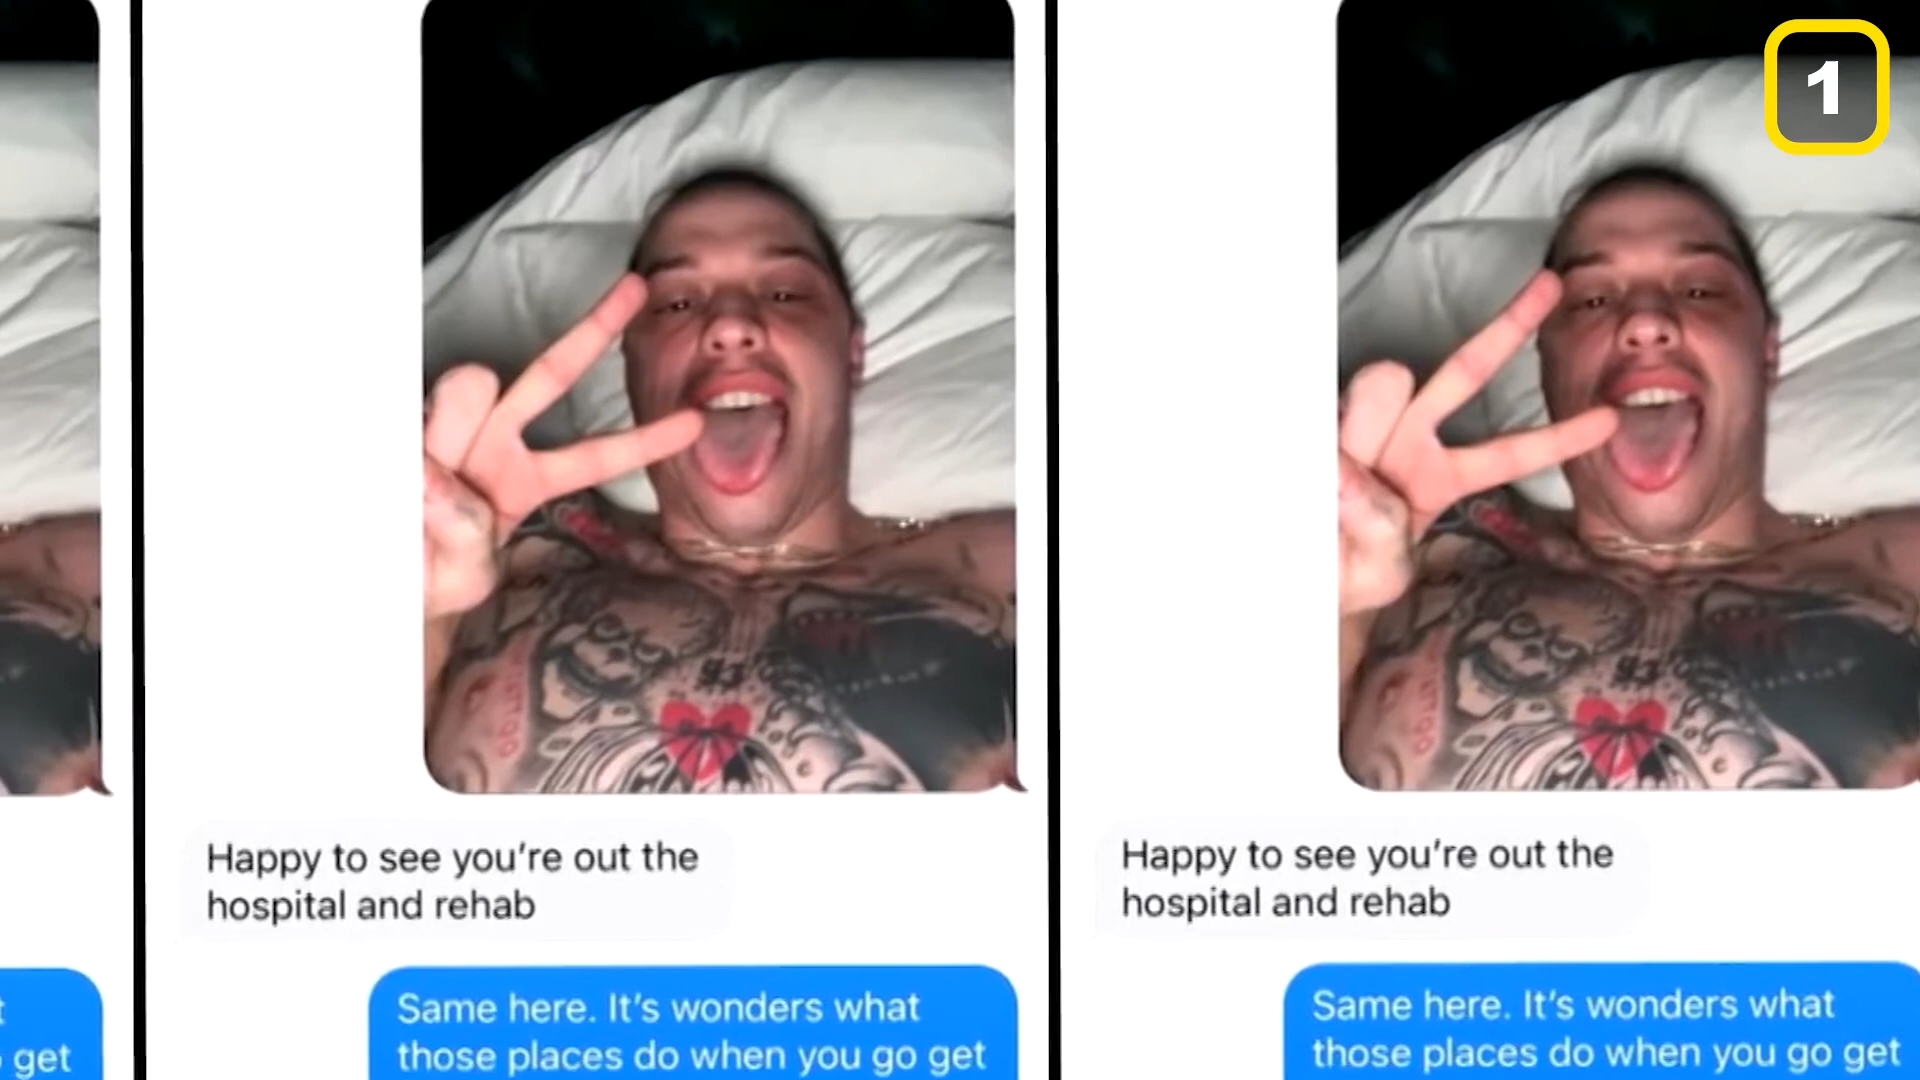 1
Happy to see you're out the
hospital and rehab
Same here. It's wonders what
those places do when you go get
Happy to see you're out the
hospital and rehab
Same here. It's wonders what
those places do when you go get
get